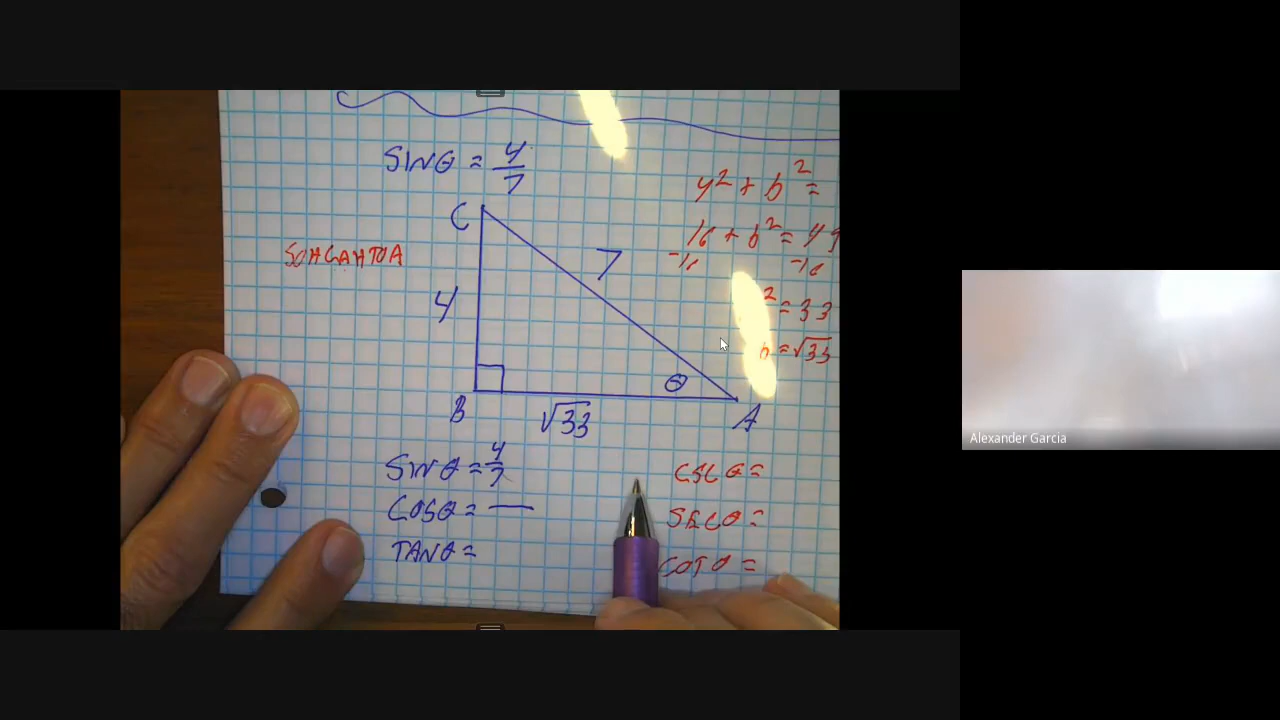 SINθ = 4/7
C
4² + b² =
16 + b² = 49
-16 -16
² = 33
b = √33
SOHCAHTOA
7
4
θ
B
√33
A
SINθ = 4/7
COSθ = —
TANθ =
CSCθ =
SECθ =
COTθ =
Alexander Garcia